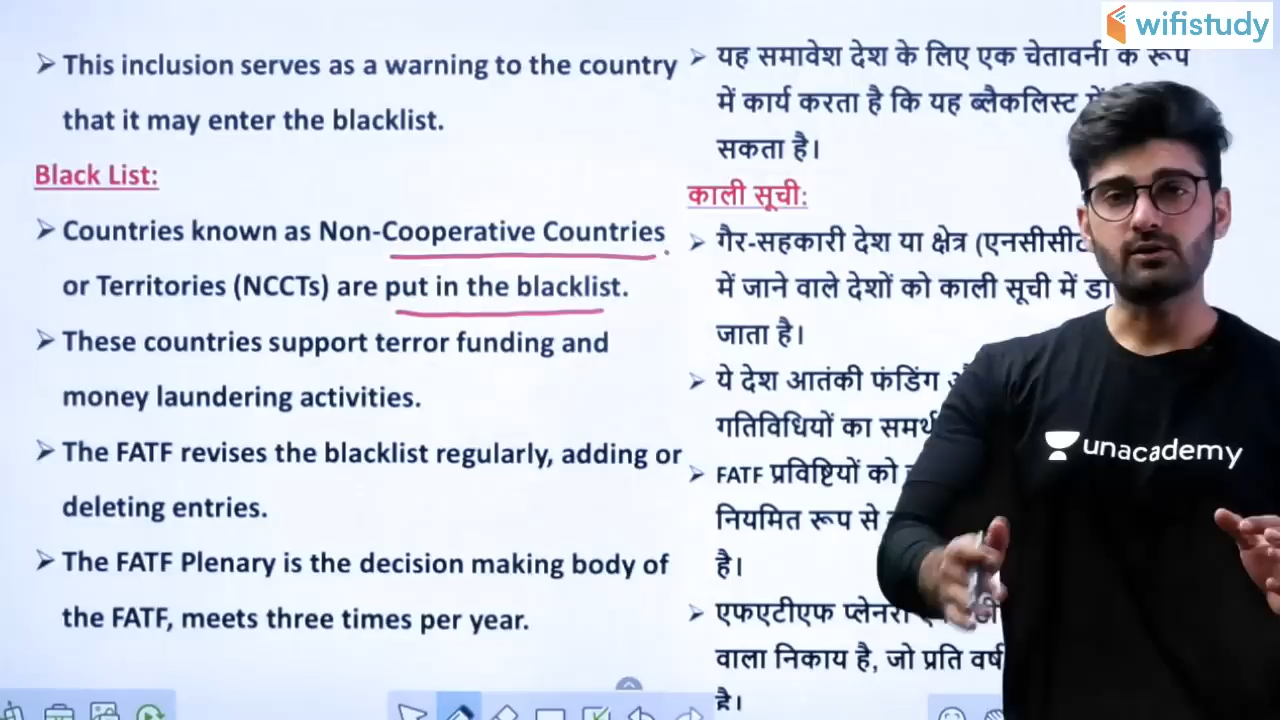 wifistudy
This inclusion serves as a warning to the country
that it may enter the blacklist.
Black List:
Countries known as Non-Cooperative Countries
or Territories (NCCTs) are put in the blacklist.
These countries support terror funding and
money laundering activities.
The FATF revises the blacklist regularly, adding or
deleting entries.
The FATF Plenary is the decision making body of
the FATF, meets three times per year.
यह समावेश देश के लिए एक चेतावनी के रूप
में कार्य करता है कि यह ब्लैकलिस्ट में
सकता है।
काली सूची:
गैर-सहकारी देश या क्षेत्र
में जाने वाले देशों को काली सूची में
जाता है।
ये देश आतंकी फंडिंग
गतिविधियों का
FATF प्रविष्टियों को
नियमित रूप से
है।
एफएटीएफ प्लेनरी
वाला निकाय है, जो प्रति वर्ष
है।
unacademy